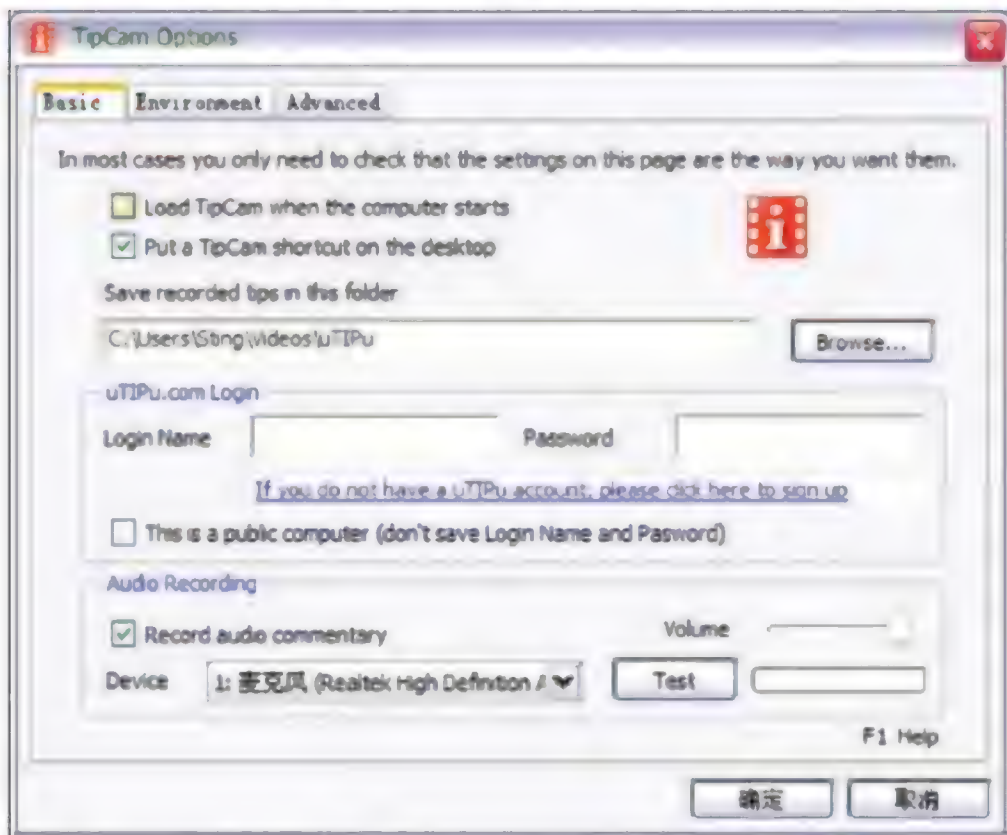 TipCam Options
Basic Environment Advanced
In most cases you only need to check that the settings on this page are the way you want them.
Load TipCam when the computer starts
Put a TipCam shortcut on the desktop
Save recorded tips in this folder
C:\Users\Sting\Videos\uTIPu
Browse...
uTIPu.com Login
Login Name Password
If you do not have a uTIPu account, please click here to sign up
This is a public computer (don't save Login Name and Pasword)
Audio Recording
Record audio commentary Volume
Device 1: 麦克风 (Realtek High Definition A Test
F1 Help
确定 取消